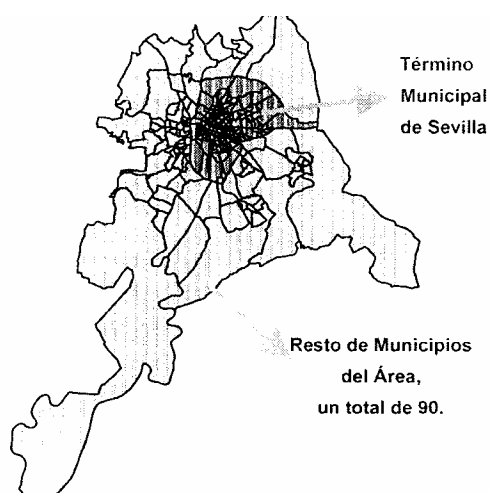 Término
Municipal
de Sevilla
Resto de Municipios
del Área,
un total de 90.